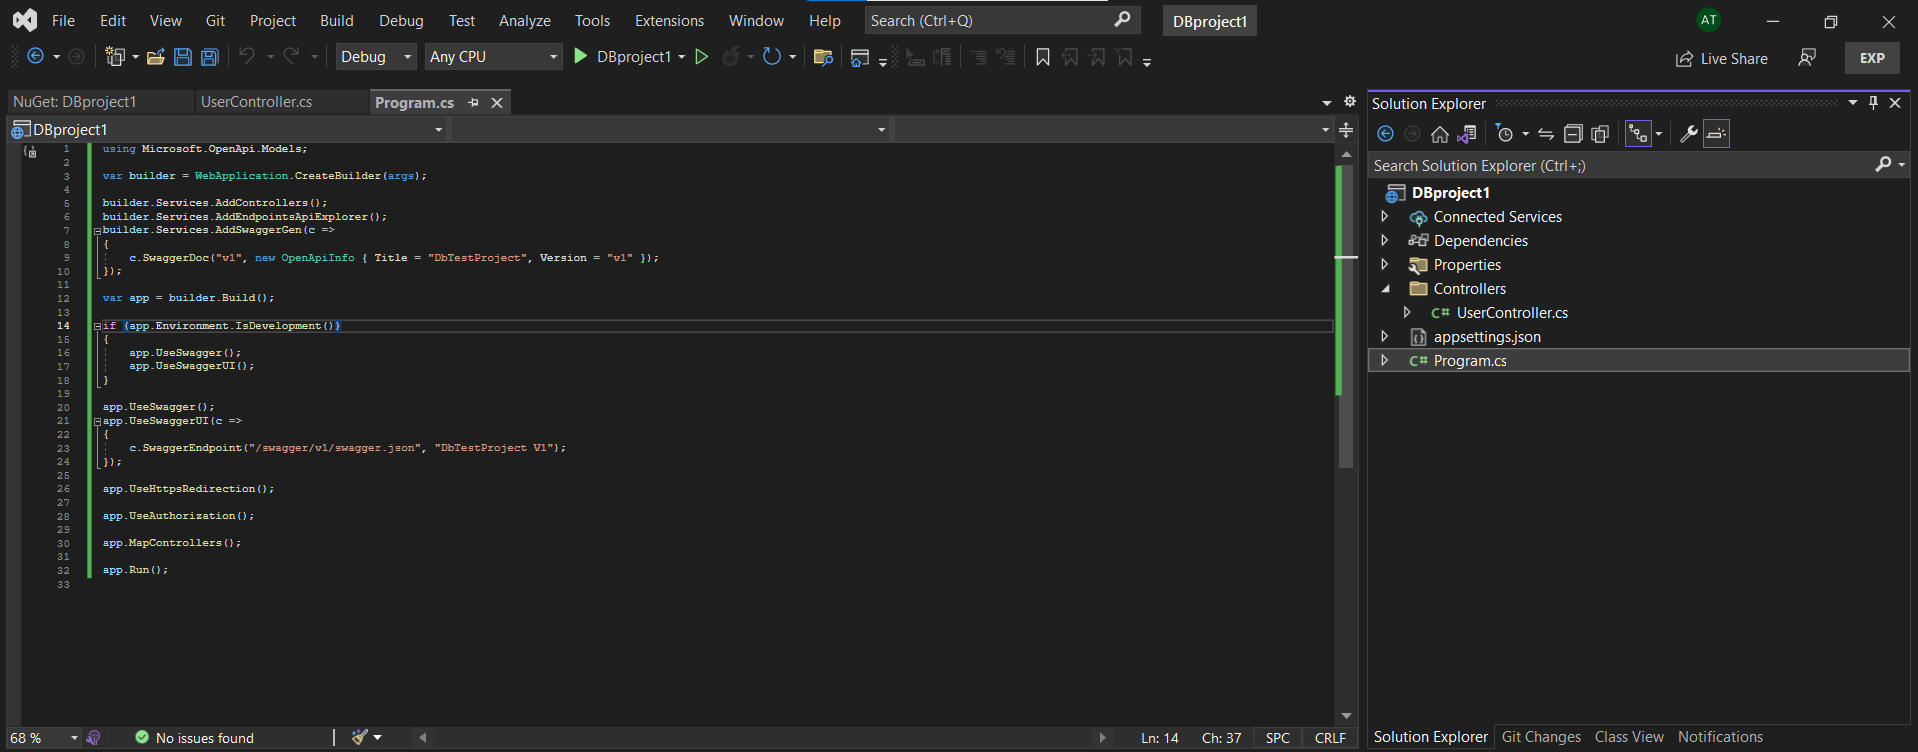 File Edit View Git Project Build Debug Test Analyze Tools Extensions Window Help Search (Ctrl+Q) DBproject1 AT
Debug Any CPU DBproject1 Live Share EXP
NuGet: DBproject1 UserController.cs Program.cs
DBproject1
1 using Microsoft.OpenApi.Models;
2
3 var builder = WebApplication.CreateBuilder(args);
4
5 builder.Services.AddControllers();
6 builder.Services.AddEndpointsApiExplorer();
7 builder.Services.AddSwaggerGen(c =>
8 {
9 c.SwaggerDoc("v1", new OpenApiInfo { Title = "DbTestProject", Version = "v1" });
10 });
11
12 var app = builder.Build();
13
14 if (app.Environment.IsDevelopment())
15 {
16 app.UseSwagger();
17 app.UseSwaggerUI();
18 }
19
20 app.UseSwagger();
21 app.UseSwaggerUI(c =>
22 {
23 c.SwaggerEndpoint("/swagger/v1/swagger.json", "DbTestProject V1");
24 });
25
26 app.UseHttpsRedirection();
27
28 app.UseAuthorization();
29
30 app.MapControllers();
31
32 app.Run();
33
68 % No issues found Ln: 14 Ch: 37 SPC CRLF
Solution Explorer
Search Solution Explorer (Ctrl+;)
DBproject1
Connected Services
Dependencies
Properties
Controllers
C# UserController.cs
appsettings.json
C# Program.cs
Solution Explorer Git Changes Class View Notifications